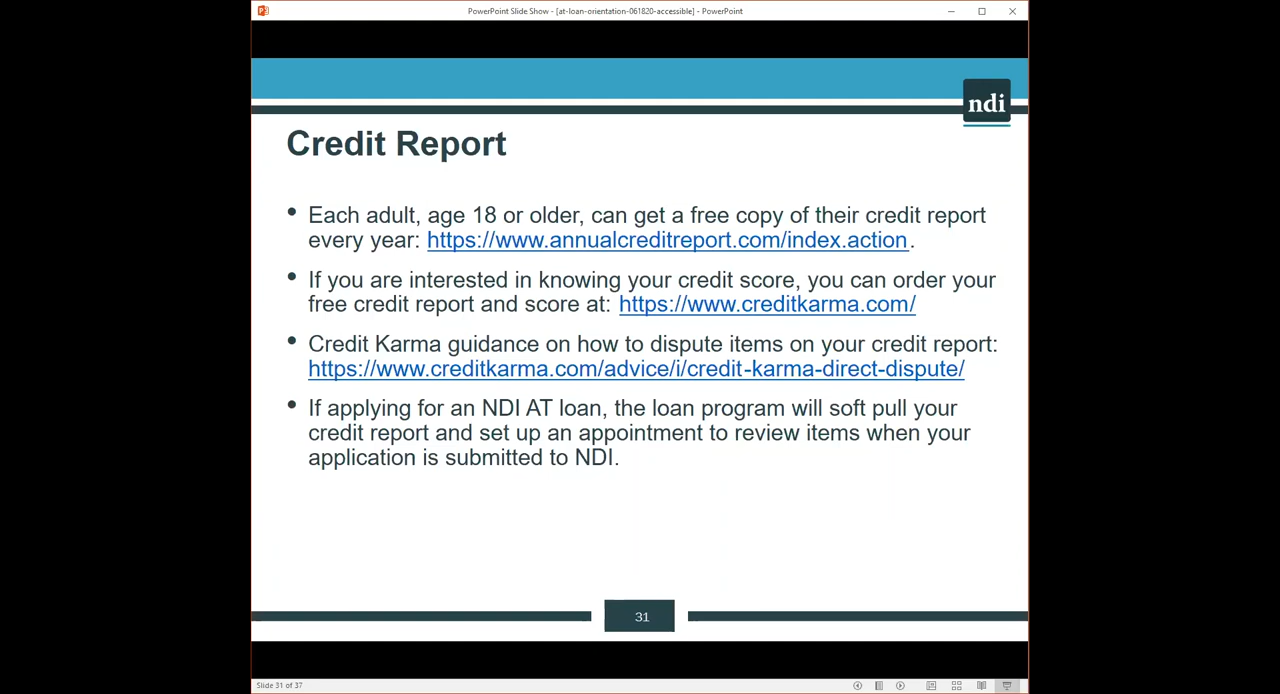 PowerPoint Slide Show - [at-loan-orientation-061820-accessible] - PowerPoint
ndi
Credit Report
• Each adult, age 18 or older, can get a free copy of their credit report
every year: https://www.annualcreditreport.com/index.action.
• If you are interested in knowing your credit score, you can order your
free credit report and score at: https://www.creditkarma.com/
• Credit Karma guidance on how to dispute items on your credit report:
https://www.creditkarma.com/advice/i/credit-karma-direct-dispute/
• If applying for an NDI AT loan, the loan program will soft pull your
credit report and set up an appointment to review items when your
application is submitted to NDI.
31
Slide 31 of 37